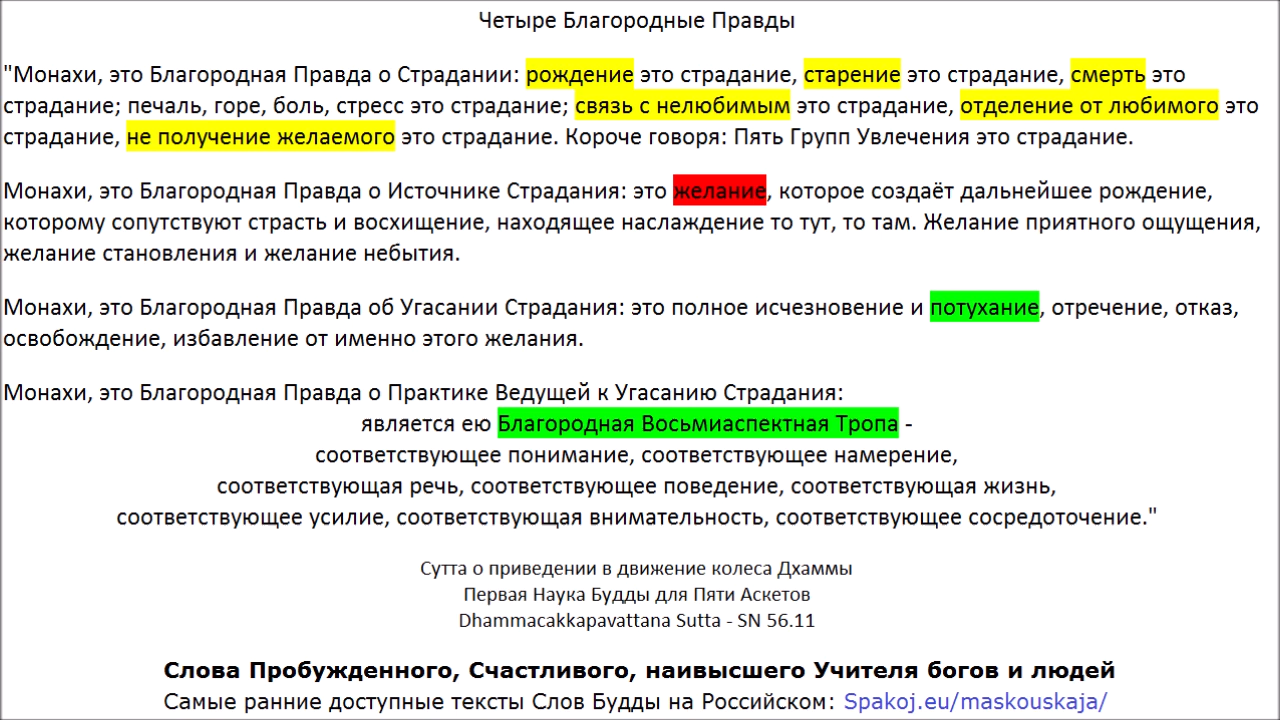 Четыре Благородные Правды
"Монахи, это Благородная Правда о Страдании: рождение это страдание, старение это страдание, смерть это
страдание; печаль, горе, боль, стресс это страдание; связь с нелюбимым это страдание, отделение от любимого это
страдание, не получение желаемого это страдание. Короче говоря: Пять Групп Увлечения это страдание.
Монахи, это Благородная Правда о Источнике Страдания: это желание, которое создаёт дальнейшее рождение,
которому сопутствуют страсть и восхищение, находящее наслаждение то тут, то там. Желание приятного ощущения,
желание становления и желание небытия.
Монахи, это Благородная Правда об Угасании Страдания: это полное исчезновение и потухание, отречение, отказ,
освобождение, избавление от именно этого желания.
Монахи, это Благородная Правда о Практике Ведущей к Угасанию Страдания:
является ею Благородная Восьмиаспектная Тропа -
соответствующее понимание, соответствующее намерение,
соответствующая речь, соответствующее поведение, соответствующая жизнь,
соответствующее усилие, соответствующая внимательность, соответствующее сосредоточение."
Сутта о приведении в движение колеса Дхаммы
Первая Наука Будды для Пяти Аскетов
Dhammacakkapavattana Sutta - SN 56.11
Слова Пробужденного, Счастливого, наивысшего Учителя богов и людей
Самые ранние доступные тексты Слов Будды на Российском: Spakoj.eu/maskouskaja/